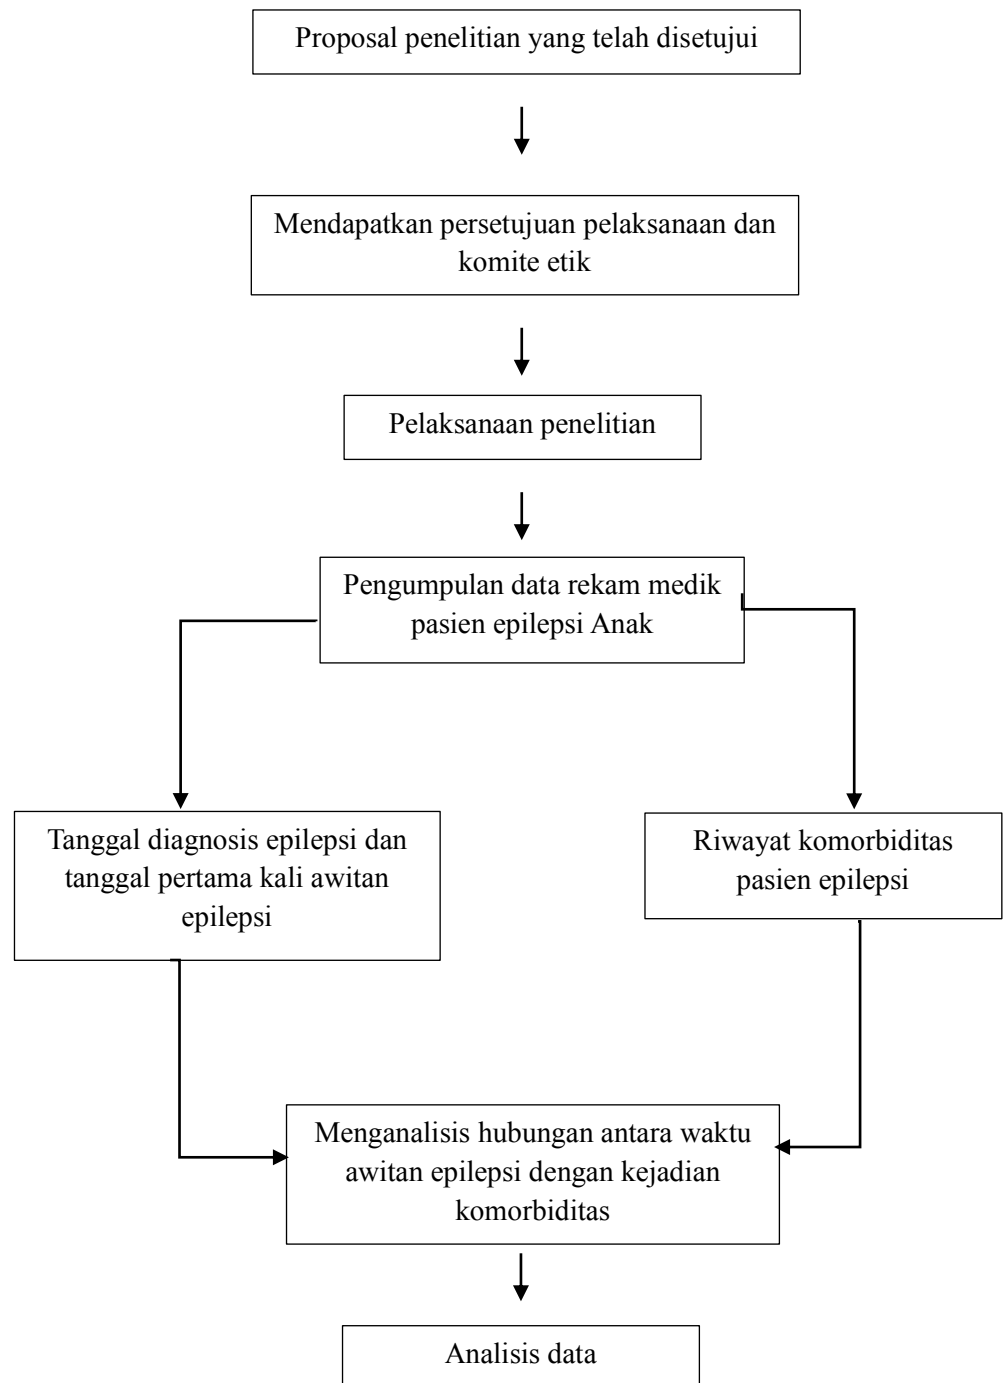 Proposal penelitian yang telah disetujui
Mendapatkan persetujuan pelaksanaan dan
komite etik
Pelaksanaan penelitian
Pengumpulan data rekam medik
pasien epilepsi Anak
Tanggal diagnosis epilepsi dan
tanggal pertama kali awitan
epilepsi
Riwayat komorbiditas
pasien epilepsi
Menganalisis hubungan antara waktu
awitan epilepsi dengan kejadian
komorbiditas
Analisis data